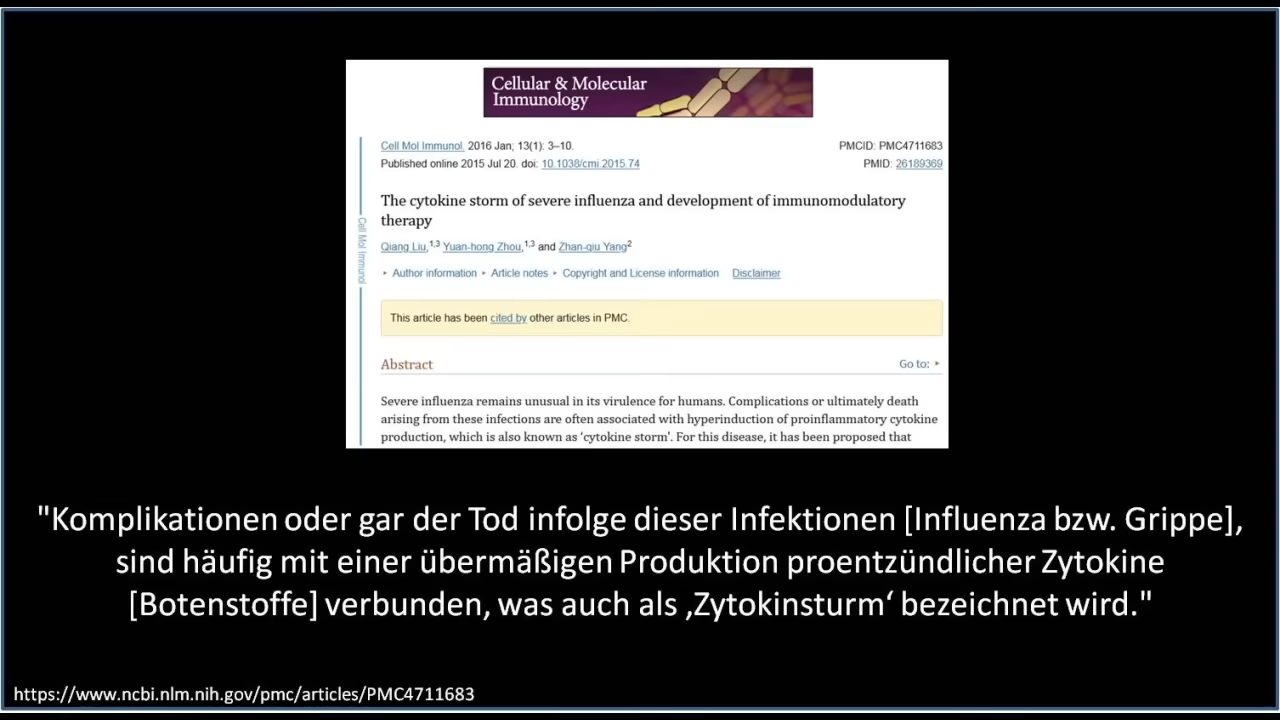 Cellular & Molecular
Immunology
Cell Mol Immunol. 2016 Jan; 13(1): 3–10.
PMCID: PMC4711683
Published online 2015 Jul 20. doi: 10.1038/cmi.2015.74
PMID: 26189369
The cytokine storm of severe influenza and development of immunomodulatory
therapy
Qiang Liu,1,3 Yuan-hong Zhou,1,3 and Zhan-qiu Yang2
‣ Author information ‣ Article notes ‣ Copyright and License information Disclaimer
Cell Mol Immunol
This article has been cited by other articles in PMC.
Abstract
Go to: ‣
Severe influenza remains unusual in its virulence for humans. Complications or ultimately death
arising from these infections are often associated with hyperinduction of proinflammatory cytokine
production, which is also known as ‘cytokine storm’. For this disease, it has been proposed that
"Komplikationen oder gar der Tod infolge dieser Infektionen [Influenza bzw. Grippe],
sind häufig mit einer übermäßigen Produktion proentzündlicher Zytokine
[Botenstoffe] verbunden, was auch als ‚Zytokinsturm‘ bezeichnet wird."
https://www.ncbi.nlm.nih.gov/pmc/articles/PMC4711683